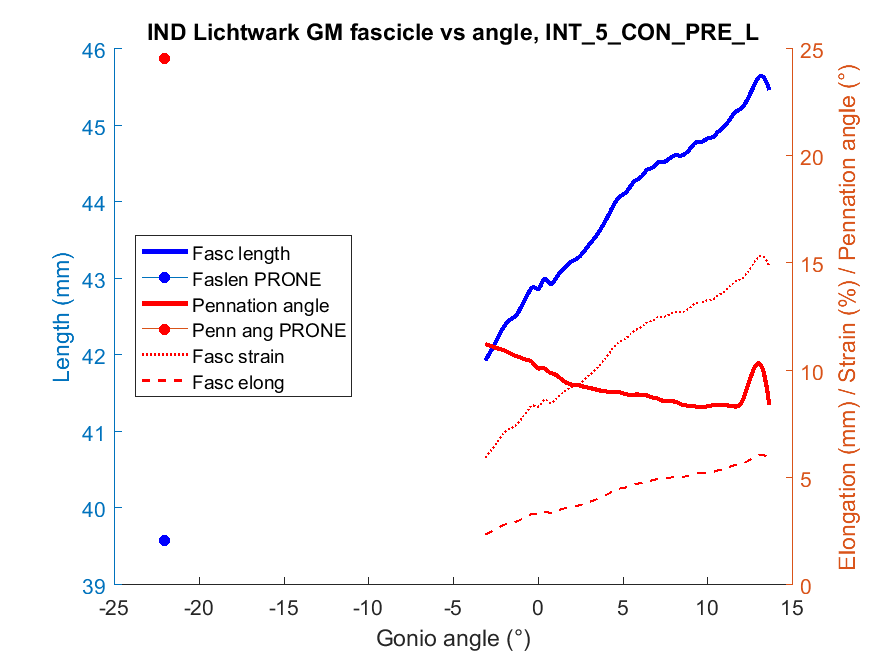 IND Lichtwark GM fascicle vs angle, INT_5_CON_PRE_L
46
45
44
43
42
41
40
39
Length (mm)
25
20
15
10
5
0
Elongation (mm) / Strain (%) / Pennation angle (°)
Fasc length
Faslen PRONE
Pennation angle
Penn ang PRONE
Fasc strain
Fasc elong
-25 -20 -15 -10 -5 0 5 10 15
Gonio angle (°)